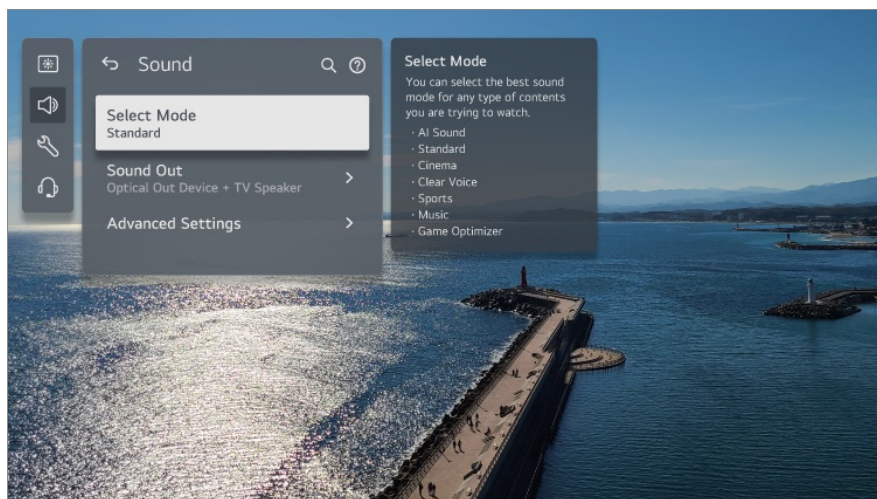 Sound
Select Mode
Standard
Sound Out
Optical Out Device + TV Speaker
Advanced Settings
Select Mode
You can select the best sound
mode for any type of contents
you are trying to watch.
· AI Sound
· Standard
· Cinema
· Clear Voice
· Sports
· Music
· Game Optimizer